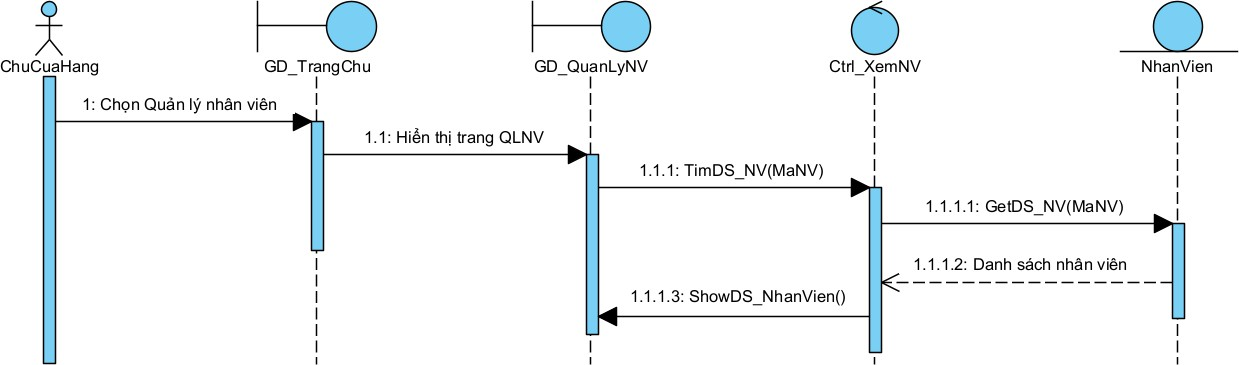 ChuCuaHang
GD_TrangChu
GD_QuanLyNV
Ctrl_XemNV
NhanVien
1: Chọn Quản lý nhân viên
1.1: Hiển thị trang QLNV
1.1.1: TimDS_NV(MaNV)
1.1.1.1: GetDS_NV(MaNV)
1.1.1.2: Danh sách nhân viên
1.1.1.3: ShowDS_NhanVien()